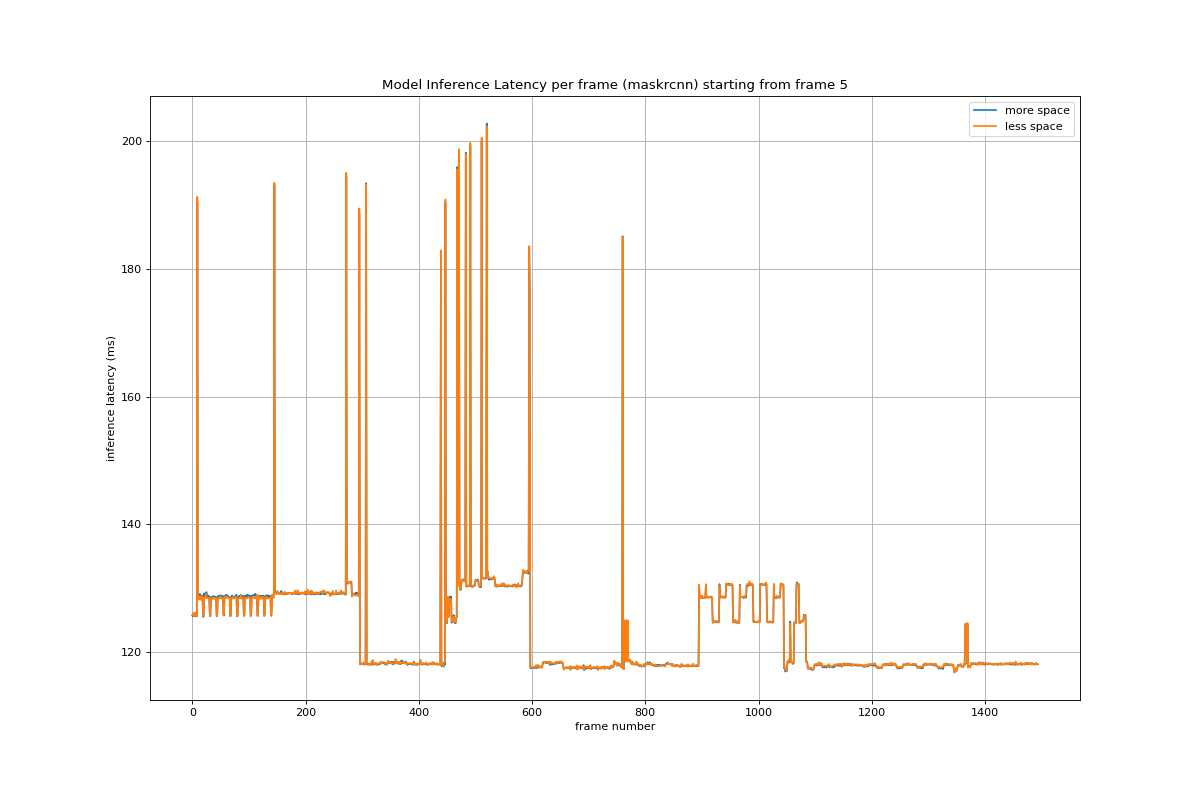 Model Inference Latency per frame (maskrcnn) starting from frame 5
more space
less space
inference latency (ms)
200
180
160
140
120
0 200 400 600 800 1000 1200 1400
frame number